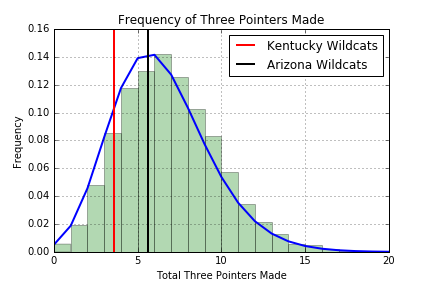 Frequency of Three Pointers Made
0.16
0.14
0.12
0.10
0.08
0.06
0.04
0.02
0.00
Frequency
Kentucky Wildcats
Arizona Wildcats
0 5 10 15 20
Total Three Pointers Made